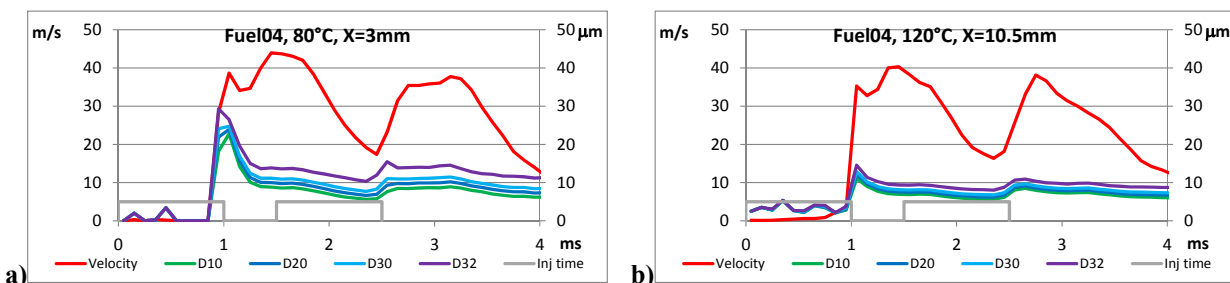 m/s Fuel04, 80°C, X=3mm µm
50 50
40 40
30 30
20 20
10 10
0 0
0 1 2 3 4
ms
Velocity D10 D20 D30 D32 Inj time
a)
m/s Fuel04, 120°C, X=10.5mm µm
50 50
40 40
30 30
20 20
10 10
0 0
0 1 2 3 4
ms
Velocity D10 D20 D30 D32 Inj time
b)